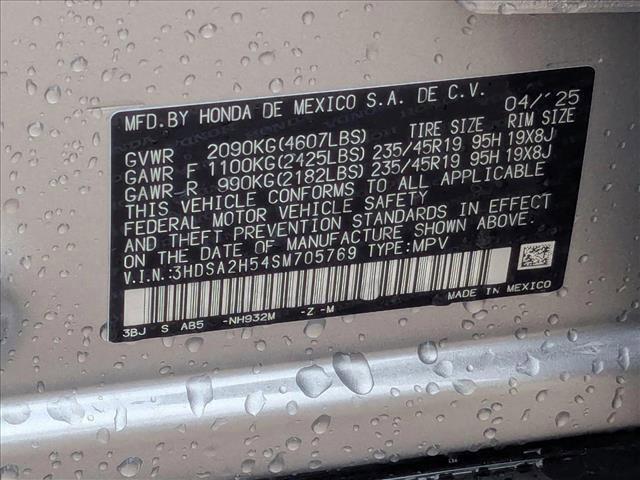 MFD.BY HONDA DE MEXICO S.A. DE C.V. 04/'25
TIRE SIZE RIM SIZE
GVWR 2090KG(4607LBS)
GAWR F 1100KG(2425LBS) 235/45R19 95H 19X8J
GAWR R 990KG(2182LBS) 235/45R19 95H 19X8J
THIS VEHICLE CONFORMS TO ALL APPLICABLE
FEDERAL MOTOR VEHICLE SAFETY
AND THEFT PREVENTION STANDARDS IN EFFECT
ON THE DATE OF MANUFACTURE SHOWN ABOVE.
V.I.N.:3HDSA2H54SM705769 TYPE:MPV
MADE IN MEXICO
3BJ S AB5 -NH932M -Z -M